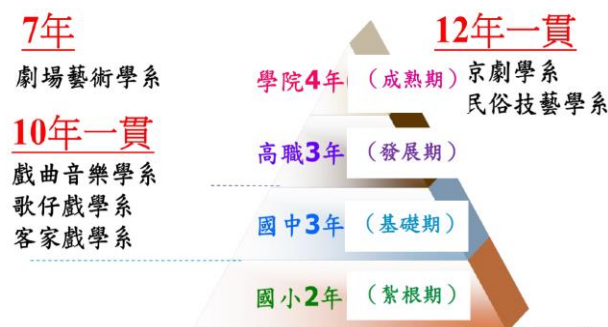 7年
劇場藝術學系
10年一貫
戲曲音樂學系
歌仔戲學系
客家戲學系
12年一貫
京劇學系
民俗技藝學系
學院4年（成熟期）
高職3年（發展期）
國中3年（基礎期）
國小2年（紮根期）